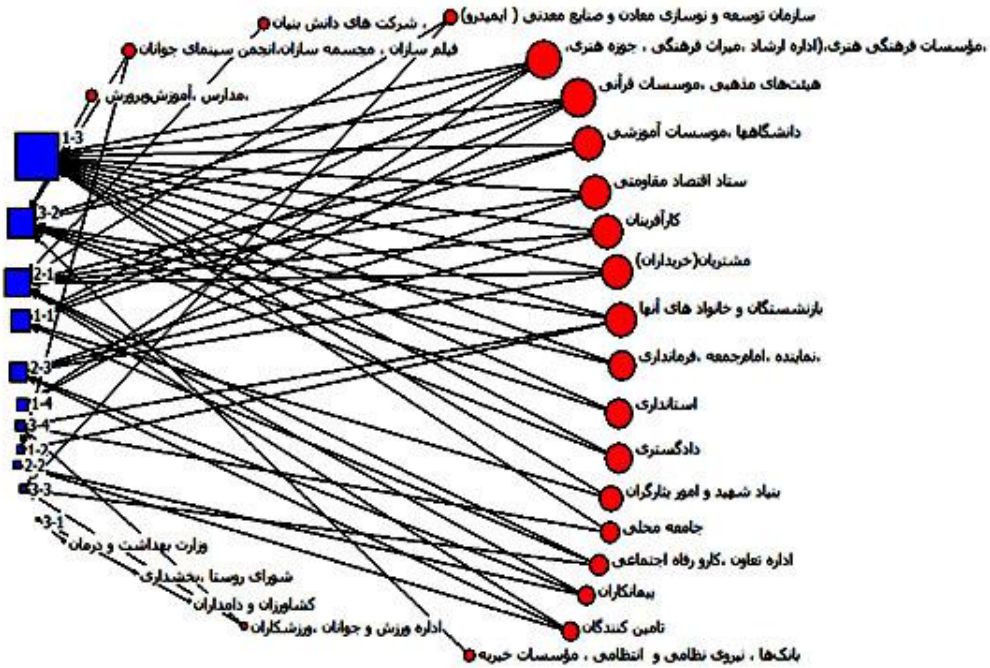 سازمان توسعه و نوسازی معادن و صنایع معدنی ( ایمیدرو)
شرکت های دانش بنیان ،
فیلم سازان ، مجسمه سازان،انجمن سینمای جوانان
،مؤسسات فرهنگی هنری،(اداره ارشاد ،میراث فرهنگی ، حوزه هنری،
هیئت‌های مذهبی ،موسسات قرآنی
،مدارس ،آموزش‌وپرورش
دانشگاهها ،موسسات آموزشی
1-3
ستاد اقتصاد مقاومتی
3-2
کارآفرینان
مشتریان(خریداران)
2-1
بازنشستگان و خانواد های آنها
1-1
،نماینده ،امام‌جمعه ،فرمانداری
2-3
استانداری
1-4
3-4
دادگستری
1-2
2-2
3-3
بنیاد شهید و امور یثارگران
3-1
جامعه محلی
وزارت بهداشت و درمان
اداره تعاون ،کارو رفاه اجتماعی
شورای روستا ،بخشداری
پیمانکاران
کشاورزان و دامداران
اداره ورزش و جوانان ،ورزشکاران
تامین کنندگان
بانک‌ها ، نیروی نظامی و انتظامی ، مؤسسات خیریه